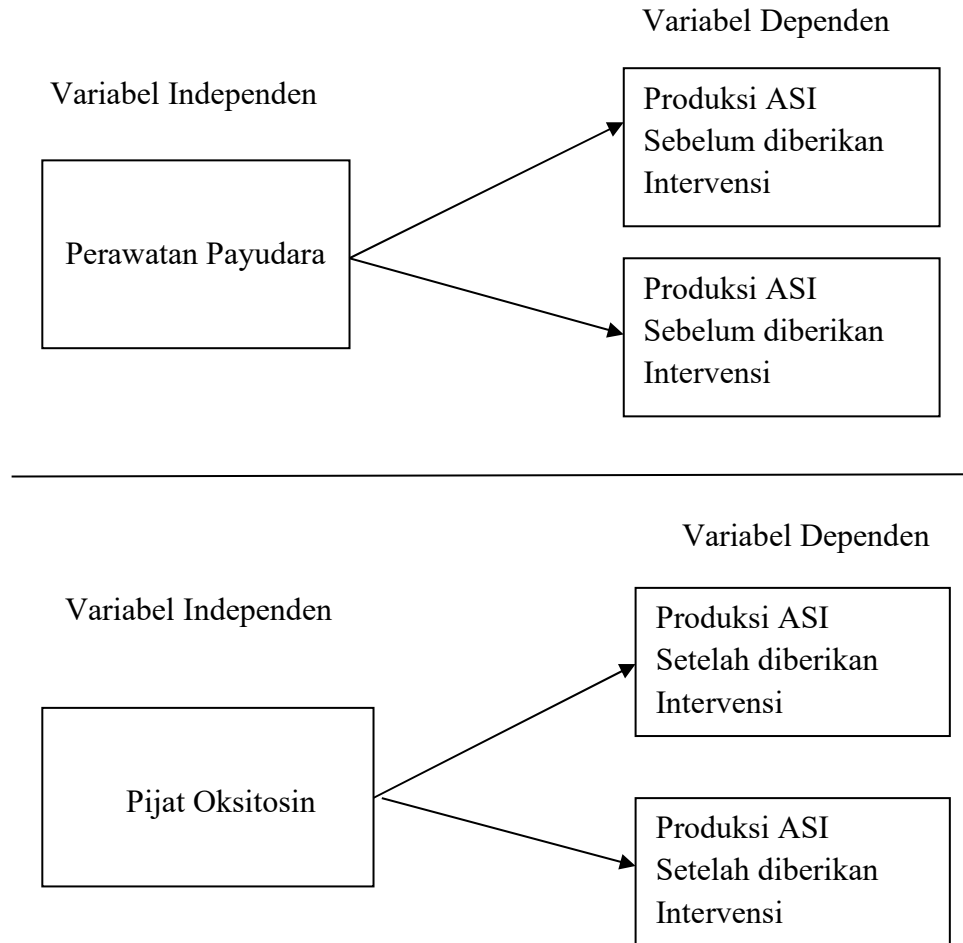 Variabel Dependen
Variabel Independen
Produksi ASI
Sebelum diberikan
Intervensi
Perawatan Payudara
Produksi ASI
Sebelum diberikan
Intervensi
Variabel Dependen
Variabel Independen
Produksi ASI
Setelah diberikan
Intervensi
Pijat Oksitosin
Produksi ASI
Setelah diberikan
Intervensi